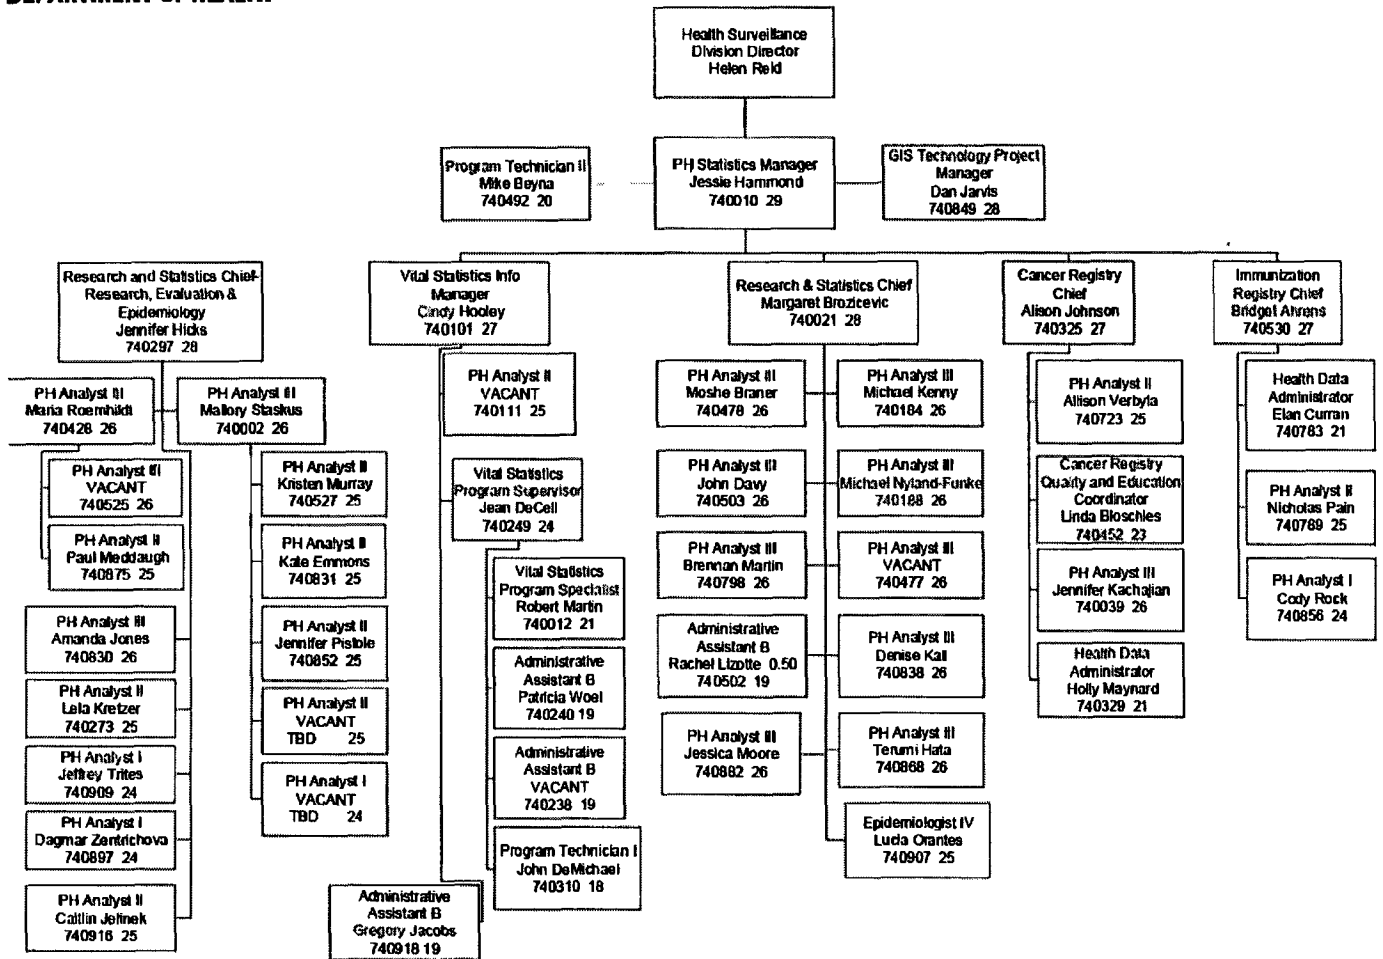 DEPARTMENT OF HEALTH
Health Surveillance
Division Director
Helen Reid
Program Technician II
Mike Beyna
740492 20
PH Statistics Manager
Jessie Hammond
740010 29
GIS Technology Project
Manager
Dan Jarvis
740849 28
Research and Statistics Chief-
Research, Evaluation &
Epidemiology
Jennifer Hicks
740297 28
Vital Statistics Info
Manager
Cindy Hooley
740101 27
Research & Statistics Chief
Margaret Brozicevic
740021 28
Cancer Registry
Chief
Alison Johnson
740325 27
Immunization
Registry Chief
Bridget Ahrens
740530 27
PH Analyst III
Maria Roemhildt
740428 26
PH Analyst III
Mallory Staskus
740002 26
PH Analyst III
VACANT
740525 26
PH Analyst II
Paul Meddaugh
740875 25
PH Analyst III
Amanda Jones
740830 26
PH Analyst II
Lela Kretzer
740273 25
PH Analyst I
Jeffrey Trites
740909 24
PH Analyst I
Dagmar Zentrichova
740897 24
PH Analyst II
Caitlin Jelinek
740916 25
PH Analyst II
Kristen Murray
740527 25
PH Analyst II
Kate Emmons
740831 25
PH Analyst II
Jennifer Pistole
740852 25
PH Analyst II
VACANT
TBD 25
PH Analyst I
VACANT
TBD 24
PH Analyst II
VACANT
740111 25
Vital Statistics
Program Supervisor
Jean DeCell
740249 24
Vital Statistics
Program Specialist
Robert Martin
740012 21
Administrative
Assistant B
Patricia Woel
740240 19
Administrative
Assistant B
VACANT
740238 19
Program Technician I
John DeMichael
740310 18
Administrative
Assistant B
Gregory Jacobs
740918 19
PH Analyst III
Moshe Braner
740478 26
PH Analyst III
Michael Kenny
740184 26
PH Analyst III
John Davy
740503 26
PH Analyst III
Michael Nyland-Funke
740188 26
PH Analyst III
Brennan Martin
740798 26
PH Analyst III
VACANT
740477 26
Administrative
Assistant B
Rachel Lizotte 0.50
740502 19
PH Analyst III
Denise Kall
740838 26
PH Analyst III
Jessica Moore
740882 26
PH Analyst III
Terumi Hata
740868 26
Epidemiologist IV
Lucia Orantes
740907 25
PH Analyst II
Allison Verbyla
740723 25
Cancer Registry
Quality and Education
Coordinator
Linda Bloschies
740452 23
PH Analyst III
Jennifer Kachajian
740039 26
Health Data
Administrator
Holly Maynard
740329 21
Health Data
Administrator
Elan Curran
740783 21
PH Analyst II
Nicholas Pain
740789 25
PH Analyst I
Cody Rock
740856 24